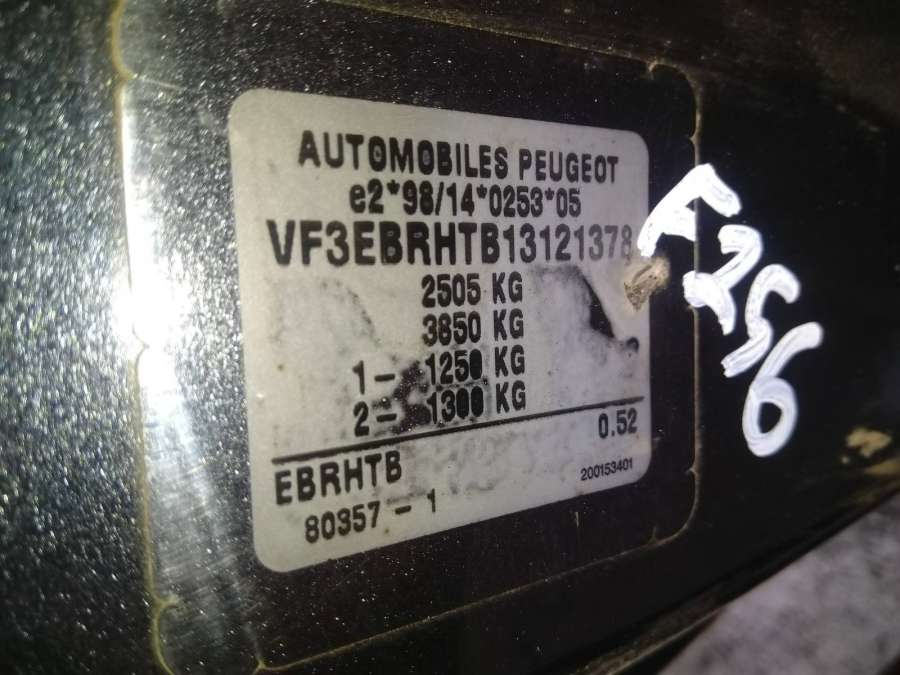 AUTOMOBILES PEUGEOT
e2*98/14*0253*05
VF3EBRHTB13121378
2505 KG
3850 KG
1- 1250 KG
2- 1300 KG
0.52
EBRHTB
200153401
80357-1